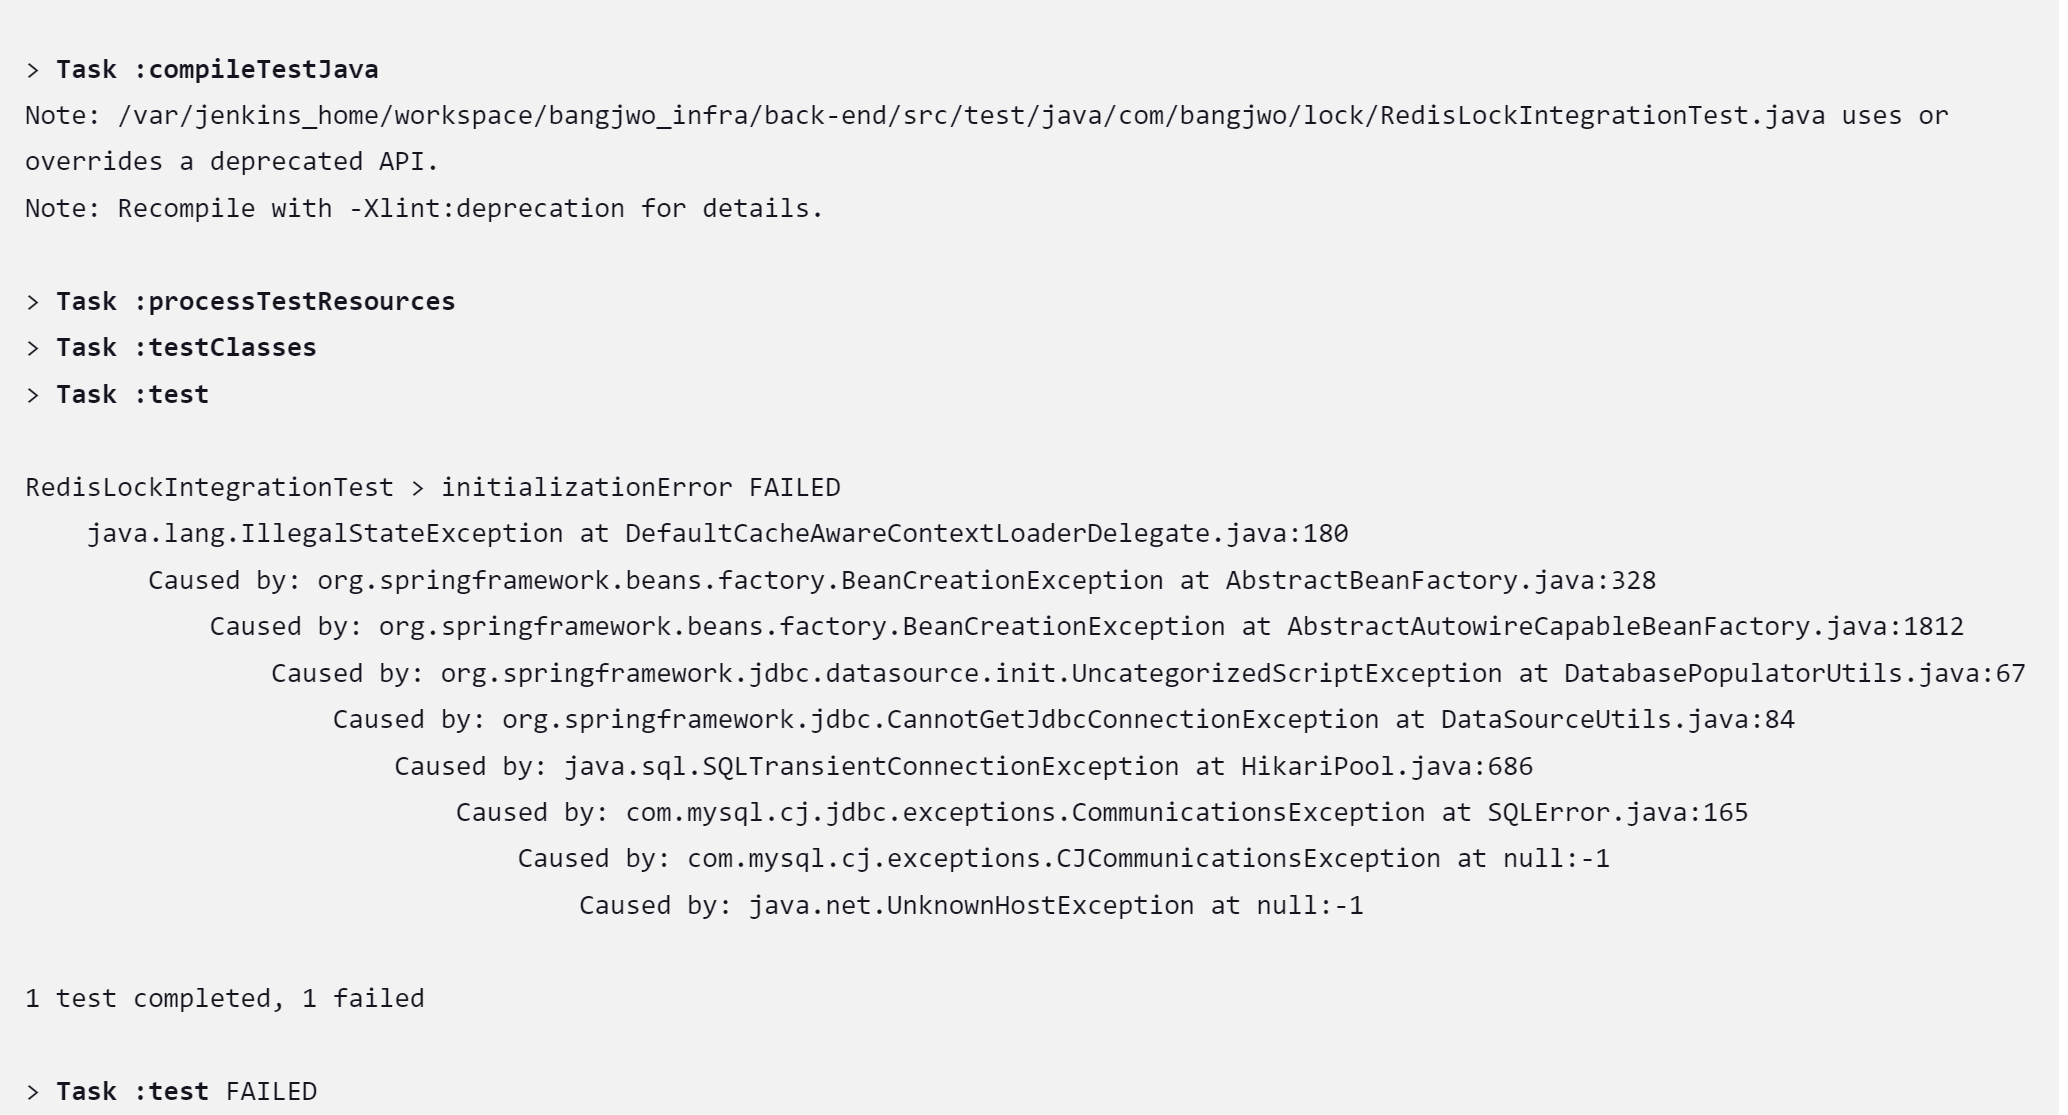 > Task :compileTestJava
Note: /var/jenkins_home/workspace/bangjwo_infra/back-end/src/test/java/com/bangjwo/lock/RedisLockIntegrationTest.java uses or
overrides a deprecated API.
Note: Recompile with -Xlint:deprecation for details.

> Task :processTestResources
> Task :testClasses
> Task :test

RedisLockIntegrationTest > initializationError FAILED
    java.lang.IllegalStateException at DefaultCacheAwareContextLoaderDelegate.java:180
        Caused by: org.springframework.beans.factory.BeanCreationException at AbstractBeanFactory.java:328
            Caused by: org.springframework.beans.factory.BeanCreationException at AbstractAutowireCapableBeanFactory.java:1812
                Caused by: org.springframework.jdbc.datasource.init.UncategorizedScriptException at DatabasePopulatorUtils.java:67
                    Caused by: org.springframework.jdbc.CannotGetJdbcConnectionException at DataSourceUtils.java:84
                        Caused by: java.sql.SQLTransientConnectionException at HikariPool.java:686
                            Caused by: com.mysql.cj.jdbc.exceptions.CommunicationsException at SQLError.java:165
                                Caused by: com.mysql.cj.exceptions.CJCommunicationsException at null:-1
                                    Caused by: java.net.UnknownHostException at null:-1

1 test completed, 1 failed

> Task :test FAILED